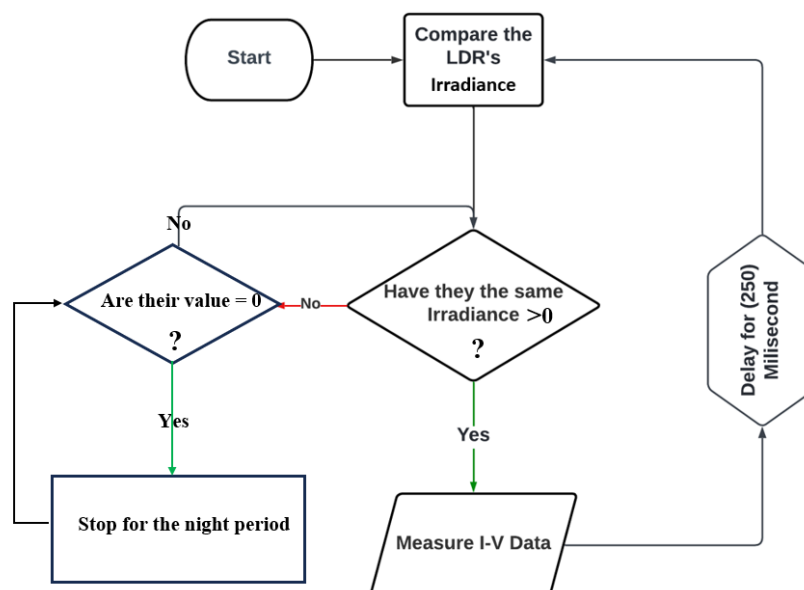 Start
Compare the
LDR's
Irradiance
No
Are their value = 0
?
No
Have they the same
Irradiance >0
?
Delay for (250)
Milisecond
Yes
Yes
Stop for the night period
Measure I-V Data